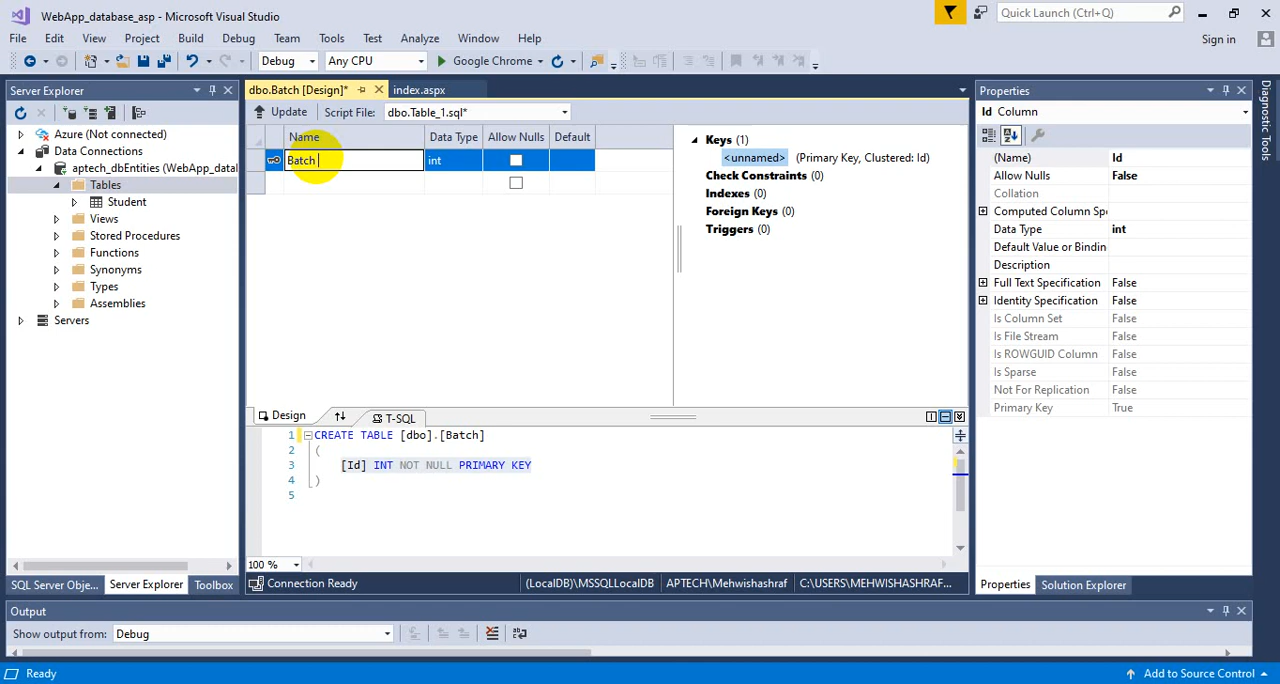 WebApp_database_asp - Microsoft Visual Studio
Quick Launch (Ctrl+Q)
File Edit View Project Build Debug Team Tools Test Analyze Window Help
Sign in
Debug Any CPU Google Chrome
Server Explorer
dbo.Batch [Design]* index.aspx
Properties
Diagnostic Tools
Update Script File: dbo.Table_1.sql*
Id Column
Azure (Not connected)
Data Connections
aptech_dbEntities (WebApp_databa
Tables
Student
Views
Stored Procedures
Functions
Synonyms
Types
Assemblies
Servers
Name Data Type Allow Nulls Default
Batch int
Keys (1)
<unnamed> (Primary Key, Clustered: Id)
Check Constraints (0)
Indexes (0)
Foreign Keys (0)
Triggers (0)
(Name) Id
Allow Nulls False
Collation
Computed Column Spe
Data Type int
Default Value or Bindin
Description
Full Text Specification False
Identity Specification False
Is Column Set False
Is File Stream False
Is ROWGUID Column False
Is Sparse False
Not For Replication False
Primary Key True
Design T-SQL
1 CREATE TABLE [dbo].[Batch]
2 (
3 [Id] INT NOT NULL PRIMARY KEY
4 )
5
100 %
Connection Ready (LocalDB)\MSSQLLocalDB APTECH\Mehwishashraf C:\USERS\MEHWISHASHRAF...
SQL Server Obje... Server Explorer Toolbox
Properties Solution Explorer
Output
Show output from: Debug
Ready
Add to Source Control